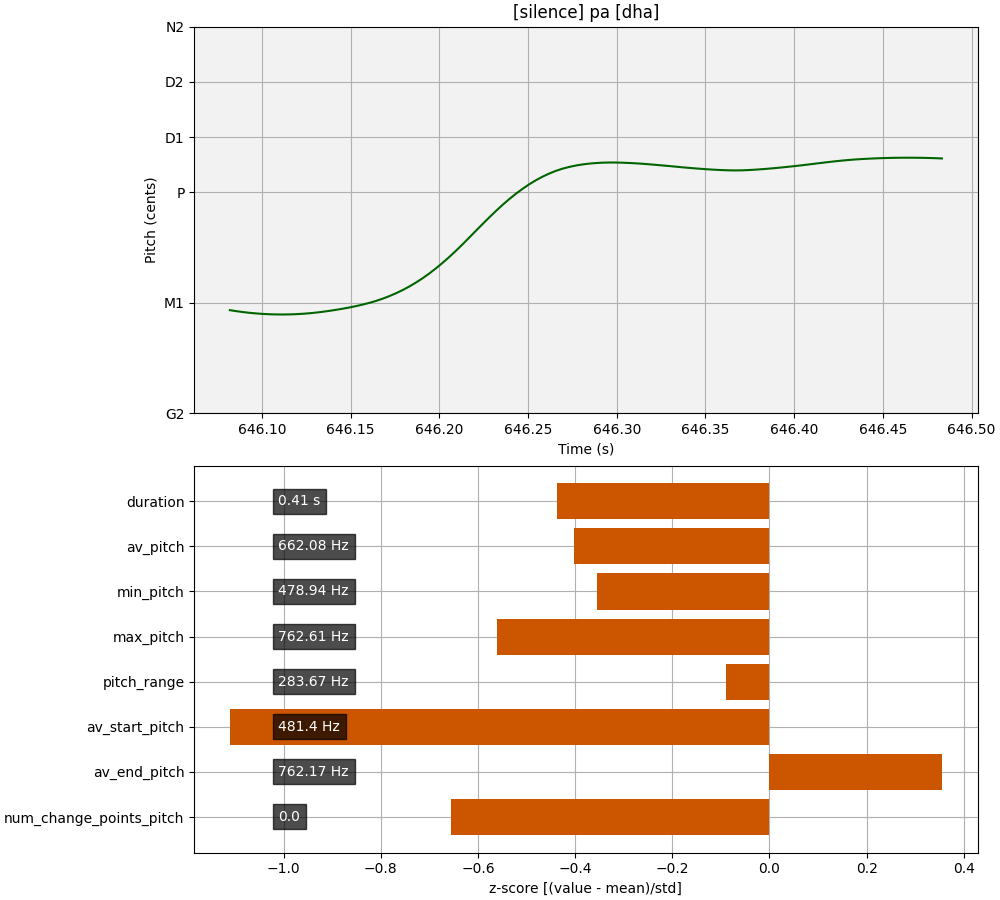 [silence] pa [dha]
N2
D2
D1
P
M1
G2
Pitch (cents)
646.10 646.15 646.20 646.25 646.30 646.35 646.40 646.45 646.50
Time (s)
duration 0.41 s
av_pitch 662.08 Hz
min_pitch 478.94 Hz
max_pitch 762.61 Hz
pitch_range 283.67 Hz
av_start_pitch 481.4 Hz
av_end_pitch 762.17 Hz
num_change_points_pitch 0.0
−1.0 −0.8 −0.6 −0.4 −0.2 0.0 0.2 0.4
z-score [(value - mean)/std]